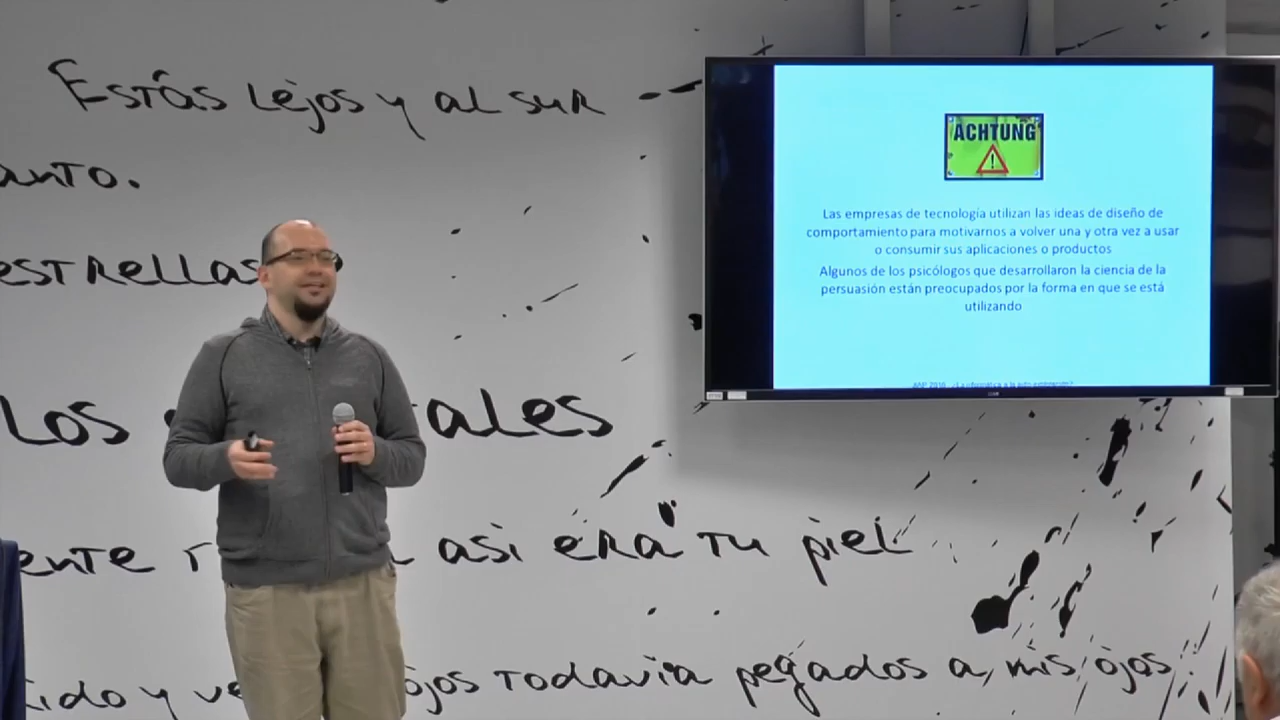 Estás lejos y al sur
anto.
estrellas
los
ales
ente
así era tu piel
ido y ve
ojos todavía pegados a mis ojos
ACHTUNG
Las empresas de tecnología utilizan las ideas de diseño de
comportamiento para motivarnos a volver una y otra vez a usar
o consumir sus aplicaciones o productos
Algunos de los psicólogos que desarrollaron la ciencia de la
persuasión están preocupados por la forma en que se está
utilizando